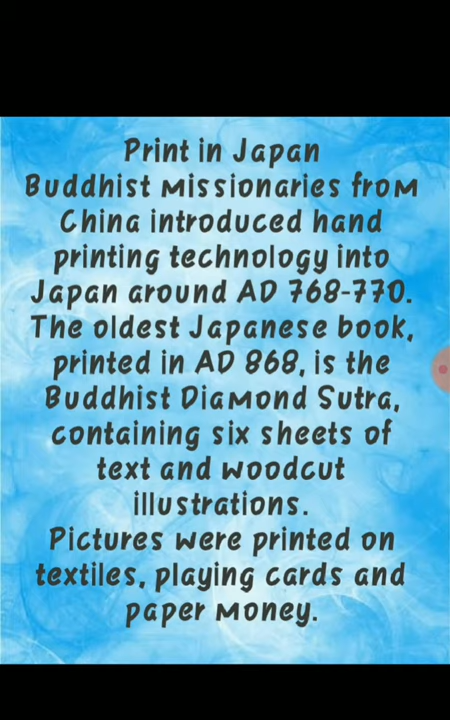 Print in Japan
Buddhist Missionaries from
China introduced hand
printing technology into
Japan around AD 768-770.
The oldest Japanese book,
printed in AD 868, is the
Buddhist Diamond Sutra,
containing six sheets of
text and woodcut
illustrations.
Pictures were printed on
textiles, playing cards and
paper money.